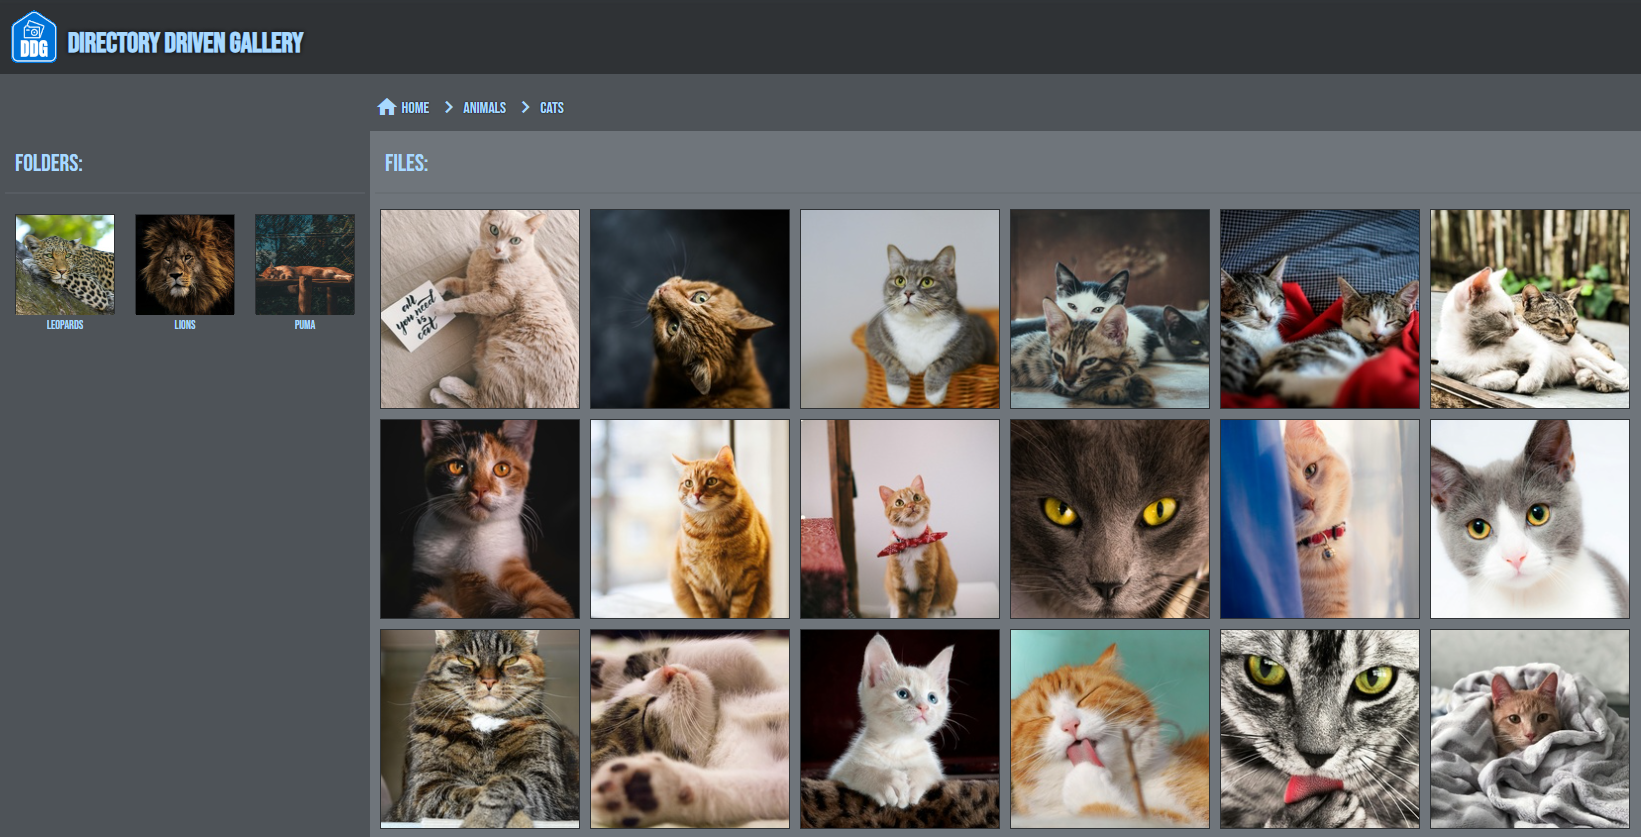 DDG
DIRECTORY DRIVEN GALLERY
HOME
ANIMALS
CATS
FOLDERS:
LEOPARDS
LIONS
PUMA
FILES:
all
you need
is
cat